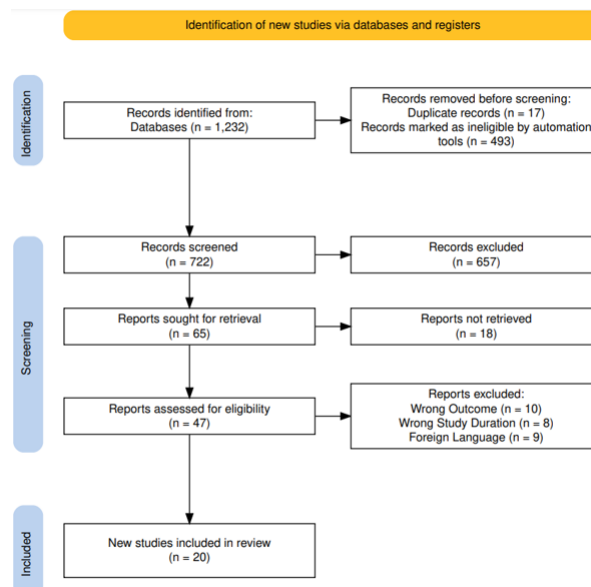 Identification of new studies via databases and registers
Identification
Records identified from:
Databases (n = 1,232)
Records removed before screening:
Duplicate records (n = 17)
Records marked as ineligible by automation
tools (n = 493)
Screening
Records screened
(n = 722)
Records excluded
(n = 657)
Reports sought for retrieval
(n = 65)
Reports not retrieved
(n = 18)
Reports assessed for eligibility
(n = 47)
Reports excluded:
Wrong Outcome (n = 10)
Wrong Study Duration (n = 8)
Foreign Language (n = 9)
Included
New studies included in review
(n = 20)